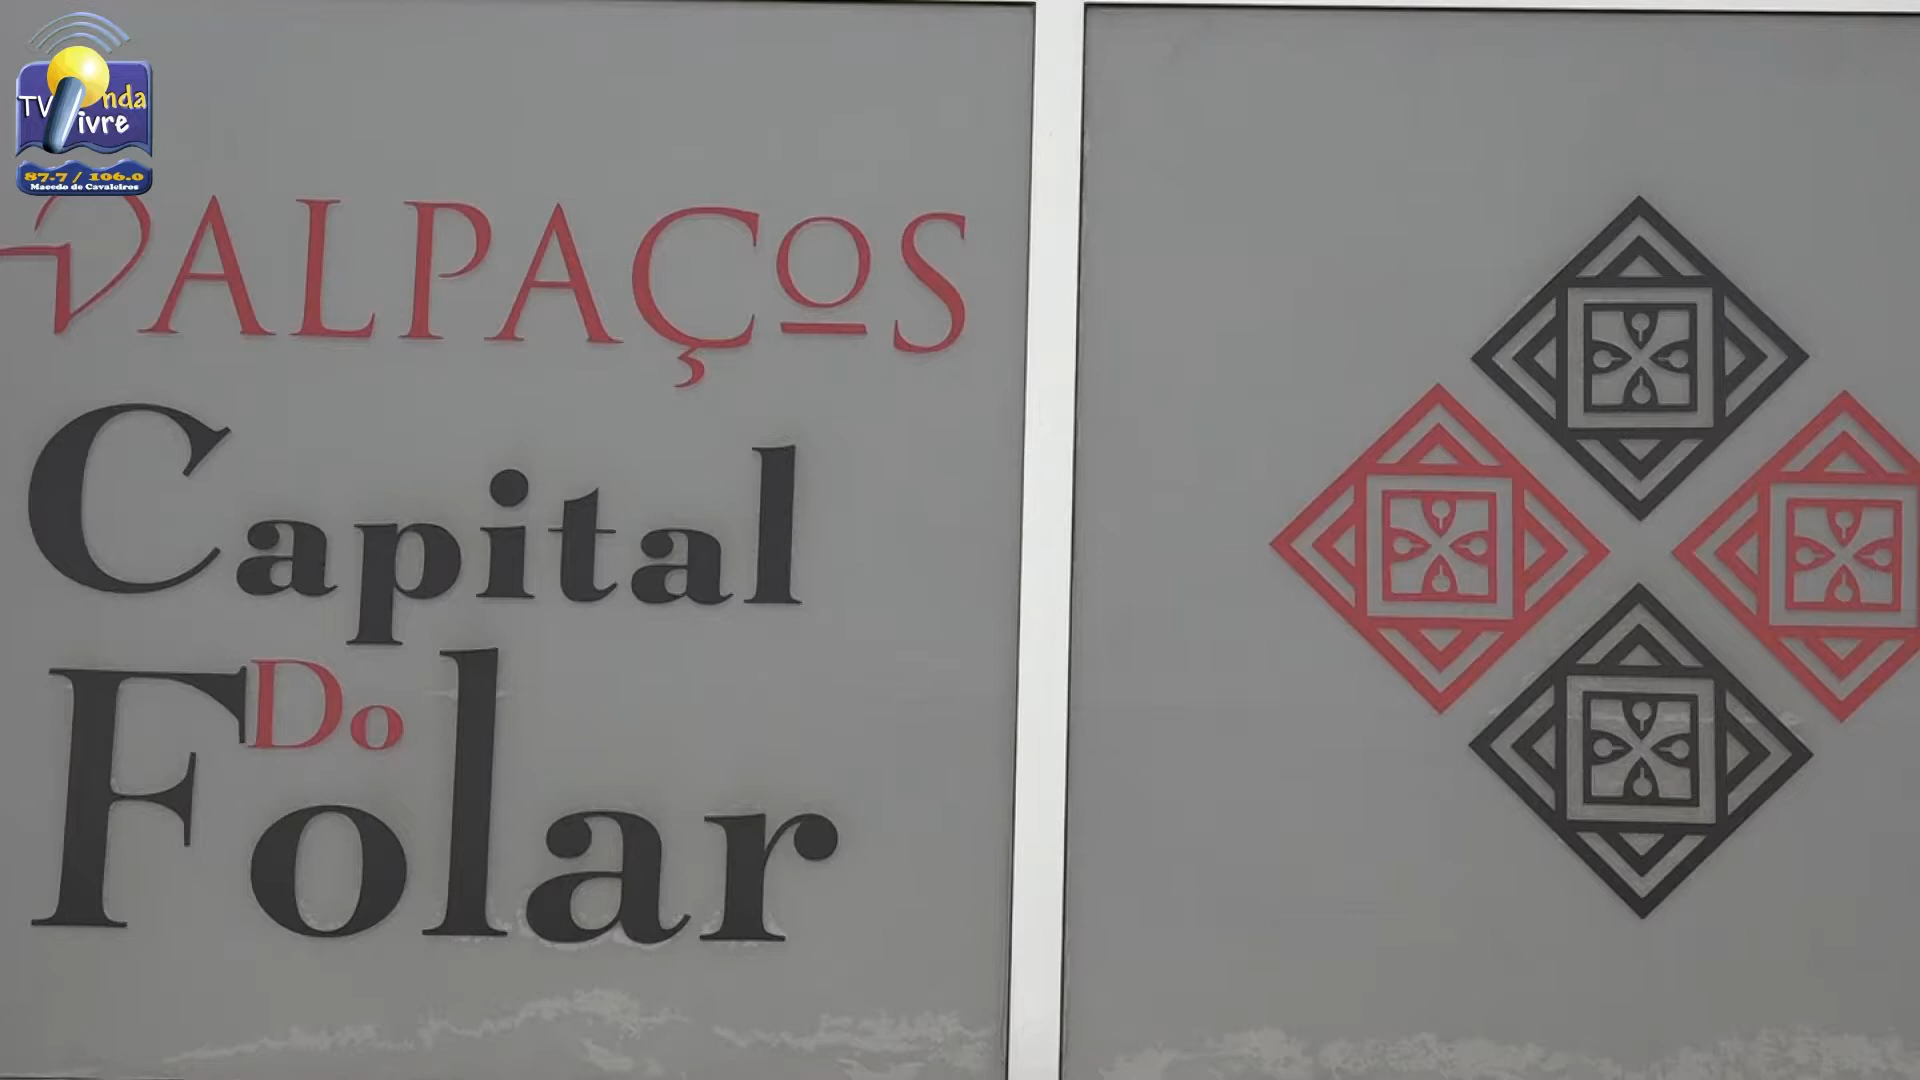 TV Onda
Livre
87.7 / 106.0
Macedo de Cavaleiros
VALPAÇOS
Capital
Do
Folar